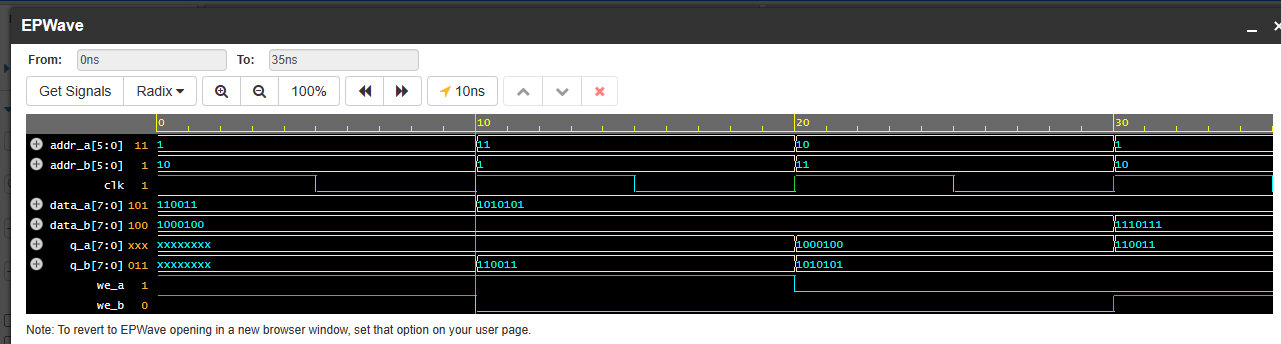 EPWave
From: 0ns To: 35ns
Get Signals Radix 100% 10ns
0 10 20 30
addr_a[5:0] 11 1 11 10 1
addr_b[5:0] 1 10 1 11 10
clk 1
data_a[7:0] 101 110011 1010101
data_b[7:0] 100 1000100 1110111
q_a[7:0] xxx xxxxxxxx 1000100 110011
q_b[7:0] 011 xxxxxxxx 110011 1010101
we_a 1
we_b 0
Note: To revert to EPWave opening in a new browser window, set that option on your user page.